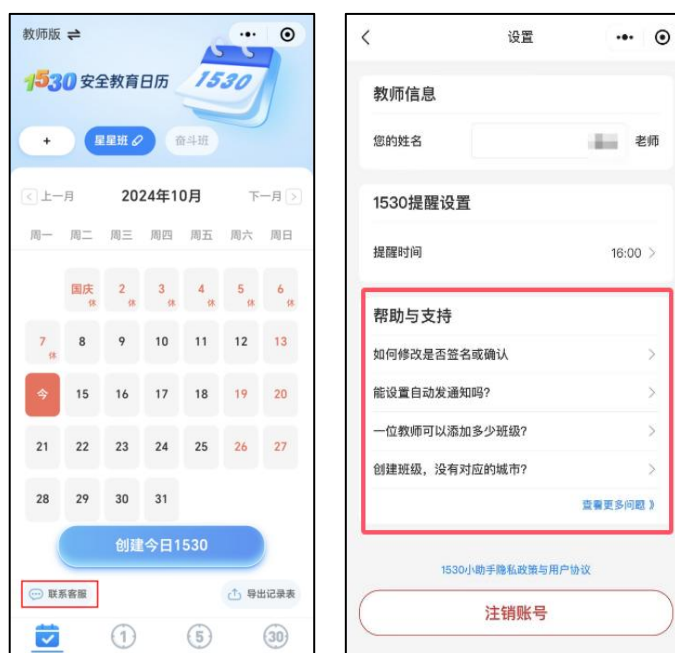 教师版
1530 安全教育日历
1530
+
星星班
奋斗班
上一月 2024年10月 下一月
周一 周二 周三 周四 周五 周六 周日
国庆休 2休 3休 4休 5休 6休
7休 8 9 10 11 12 13
今 15 16 17 18 19 20
21 22 23 24 25 26 27
28 29 30 31
创建今日1530
联系客服
导出记录表
1 5 30
设置
教师信息
您的姓名 老师
1530提醒设置
提醒时间 16:00
帮助与支持
如何修改是否签名或确认
能设置自动发通知吗?
一位教师可以添加多少班级?
创建班级，没有对应的城市?
查看更多问题 》
1530小助手隐私政策与用户协议
注销账号